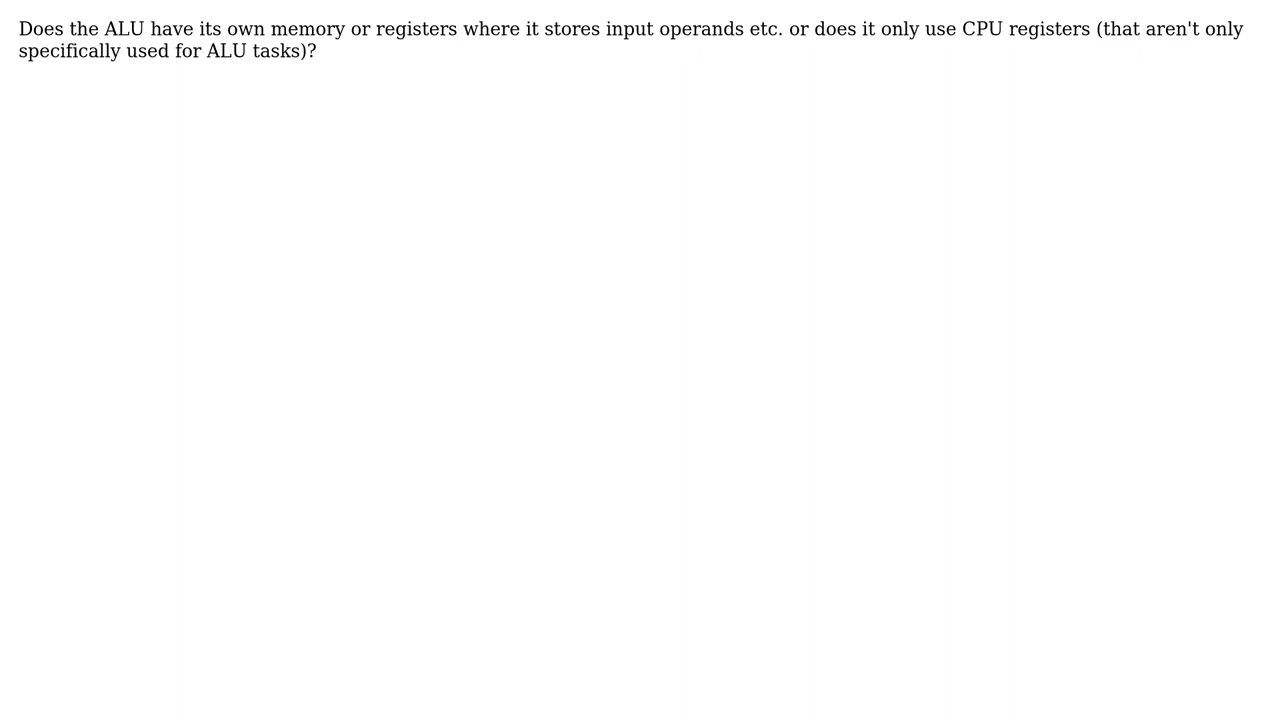 Does the ALU have its own memory or registers where it stores input operands etc. or does it only use CPU registers (that aren't only
specifically used for ALU tasks)?